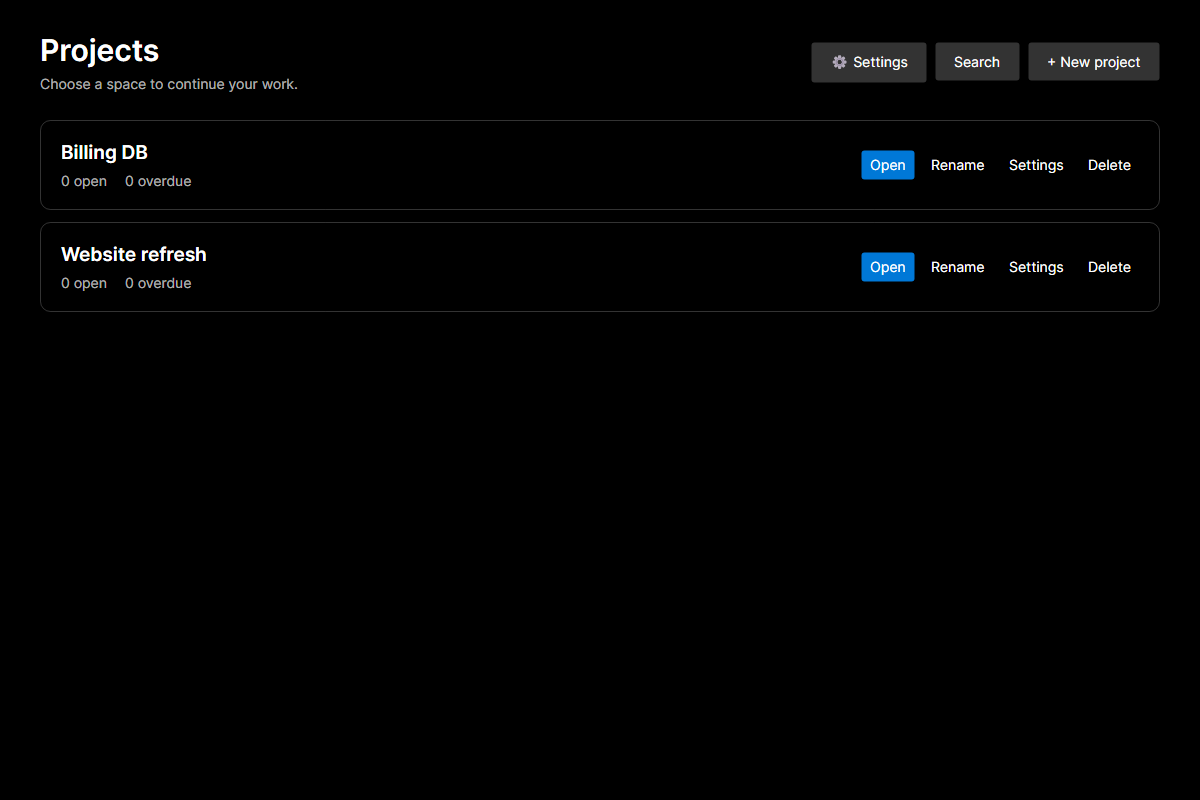 Projects
Choose a space to continue your work.
Settings
Search
+ New project
Billing DB
0 open 0 overdue
Open
Rename
Settings
Delete
Website refresh
0 open 0 overdue
Open
Rename
Settings
Delete